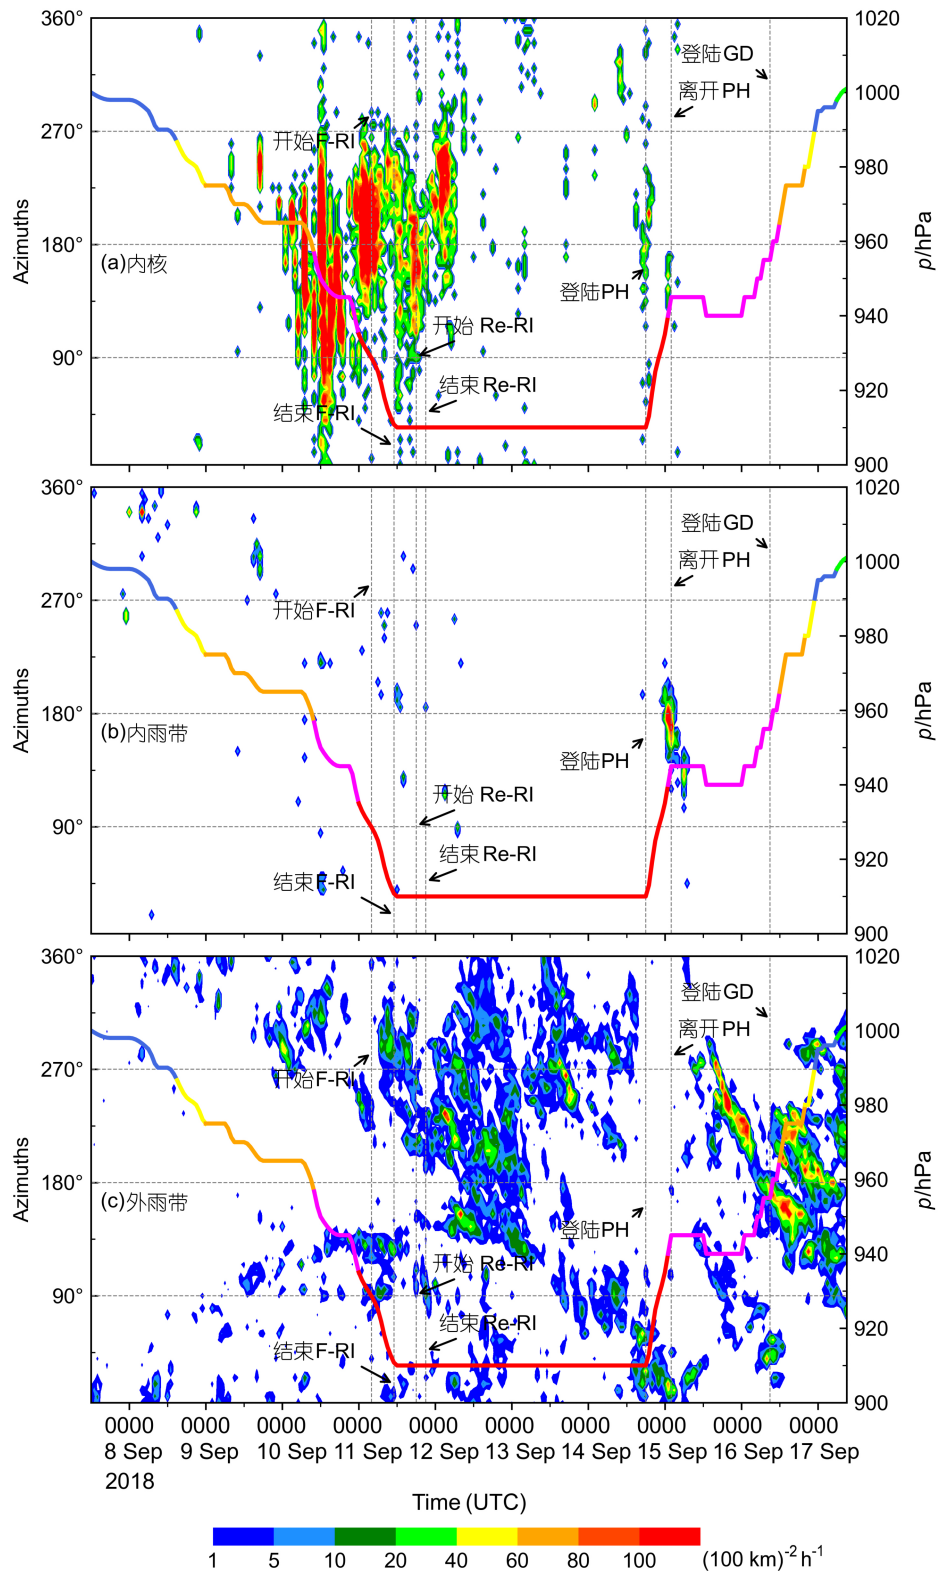 360°
1020
登陆GD
离开PH
1000
开始F-RI
270°
980
Azimuths
180°
960
p/hPa
(a)内核
登陆PH
940
开始 Re-RI
90°
920
结束Re-RI
结束F-RI
900
360°
1020
登陆GD
离开PH
1000
开始F-RI
270°
980
Azimuths
180°
960
p/hPa
(b)内雨带
登陆PH
940
开始 Re-RI
90°
920
结束Re-RI
结束F-RI
900
360°
1020
登陆GD
离开PH
1000
开始F-RI
270°
980
Azimuths
180°
960
p/hPa
(c)外雨带
登陆PH
940
开始 Re-RI
90°
920
结束Re-RI
结束F-RI
900
0000 0000 0000 0000 0000 0000 0000 0000 0000 0000
8 Sep 9 Sep 10 Sep 11 Sep 12 Sep 13 Sep 14 Sep 15 Sep 16 Sep 17 Sep
2018
Time (UTC)
1 5 10 20 40 60 80 100 (100 km)⁻² h⁻¹